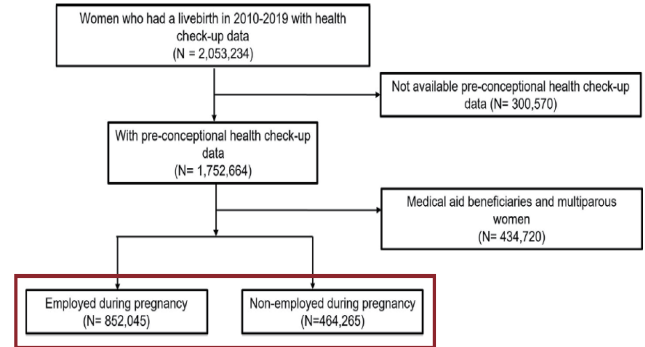 Women who had a livebirth in 2010-2019 with health
check-up data
(N = 2,053,234)
Not available pre-conceptional health check-up
data (N= 300,570)
With pre-conceptional health check-up
data
(N= 1,752,664)
Medical aid beneficiaries and multiparous
women
(N= 434,720)
Employed during pregnancy
(N= 852,045)
Non-employed during pregnancy
(N=464,265)